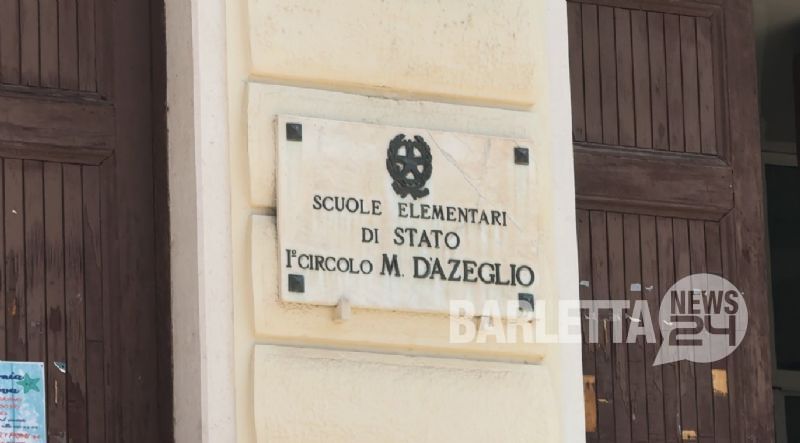 SCUOLE ELEMENTARI
DI STATO
I° CIRCOLO M. D'AZEGLIO
BARLETTA
NEWS
24